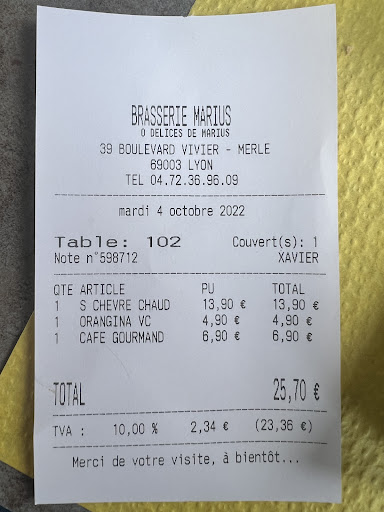 BRASSERIE MARIUS
O DELICES DE MARIUS
39 BOULEVARD VIVIER - MERLE
69003 LYON
TEL 04.72.36.96.09
mardi 4 octobre 2022
Table: 102 Couvert(s): 1
Note n°598712 XAVIER
QTE ARTICLE PU TOTAL
1 S CHEVRE CHAUD 13,90 € 13,90 €
1 ORANGINA VC 4,90 € 4,90 €
1 CAFE GOURMAND 6,90 € 6,90 €
TOTAL 25,70 €
TVA : 10,00 % 2,34 € (23,36 €)
Merci de votre visite, à bientôt...